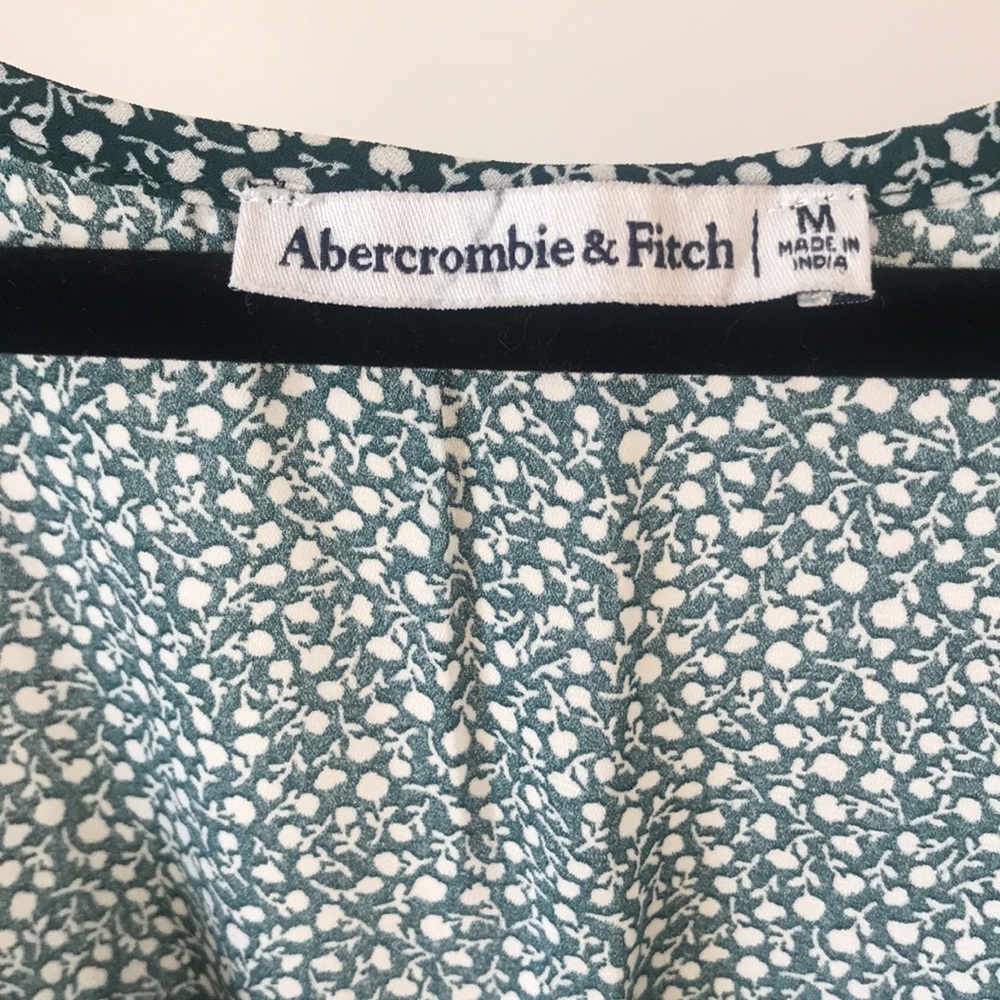 Abercrombie & Fitch
M
MADE IN
INDIA